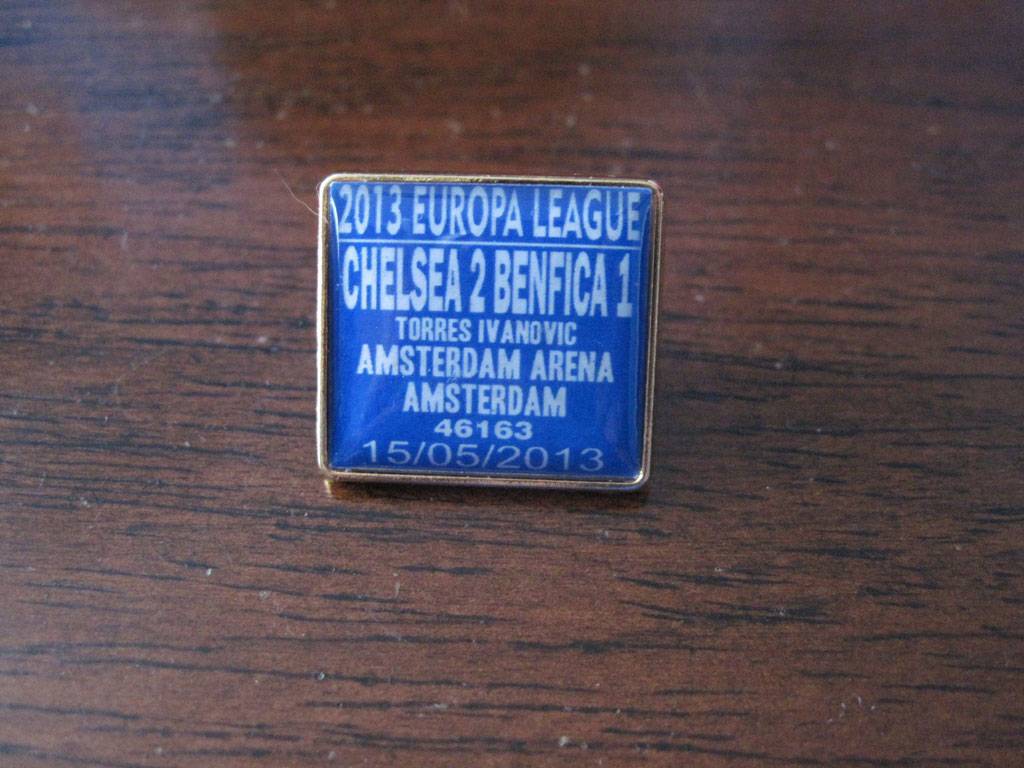 2013 EUROPA LEAGUE
CHELSEA 2 BENFICA 1
TORRES IVANOVIC
AMSTERDAM ARENA
AMSTERDAM
46163
15/05/2013